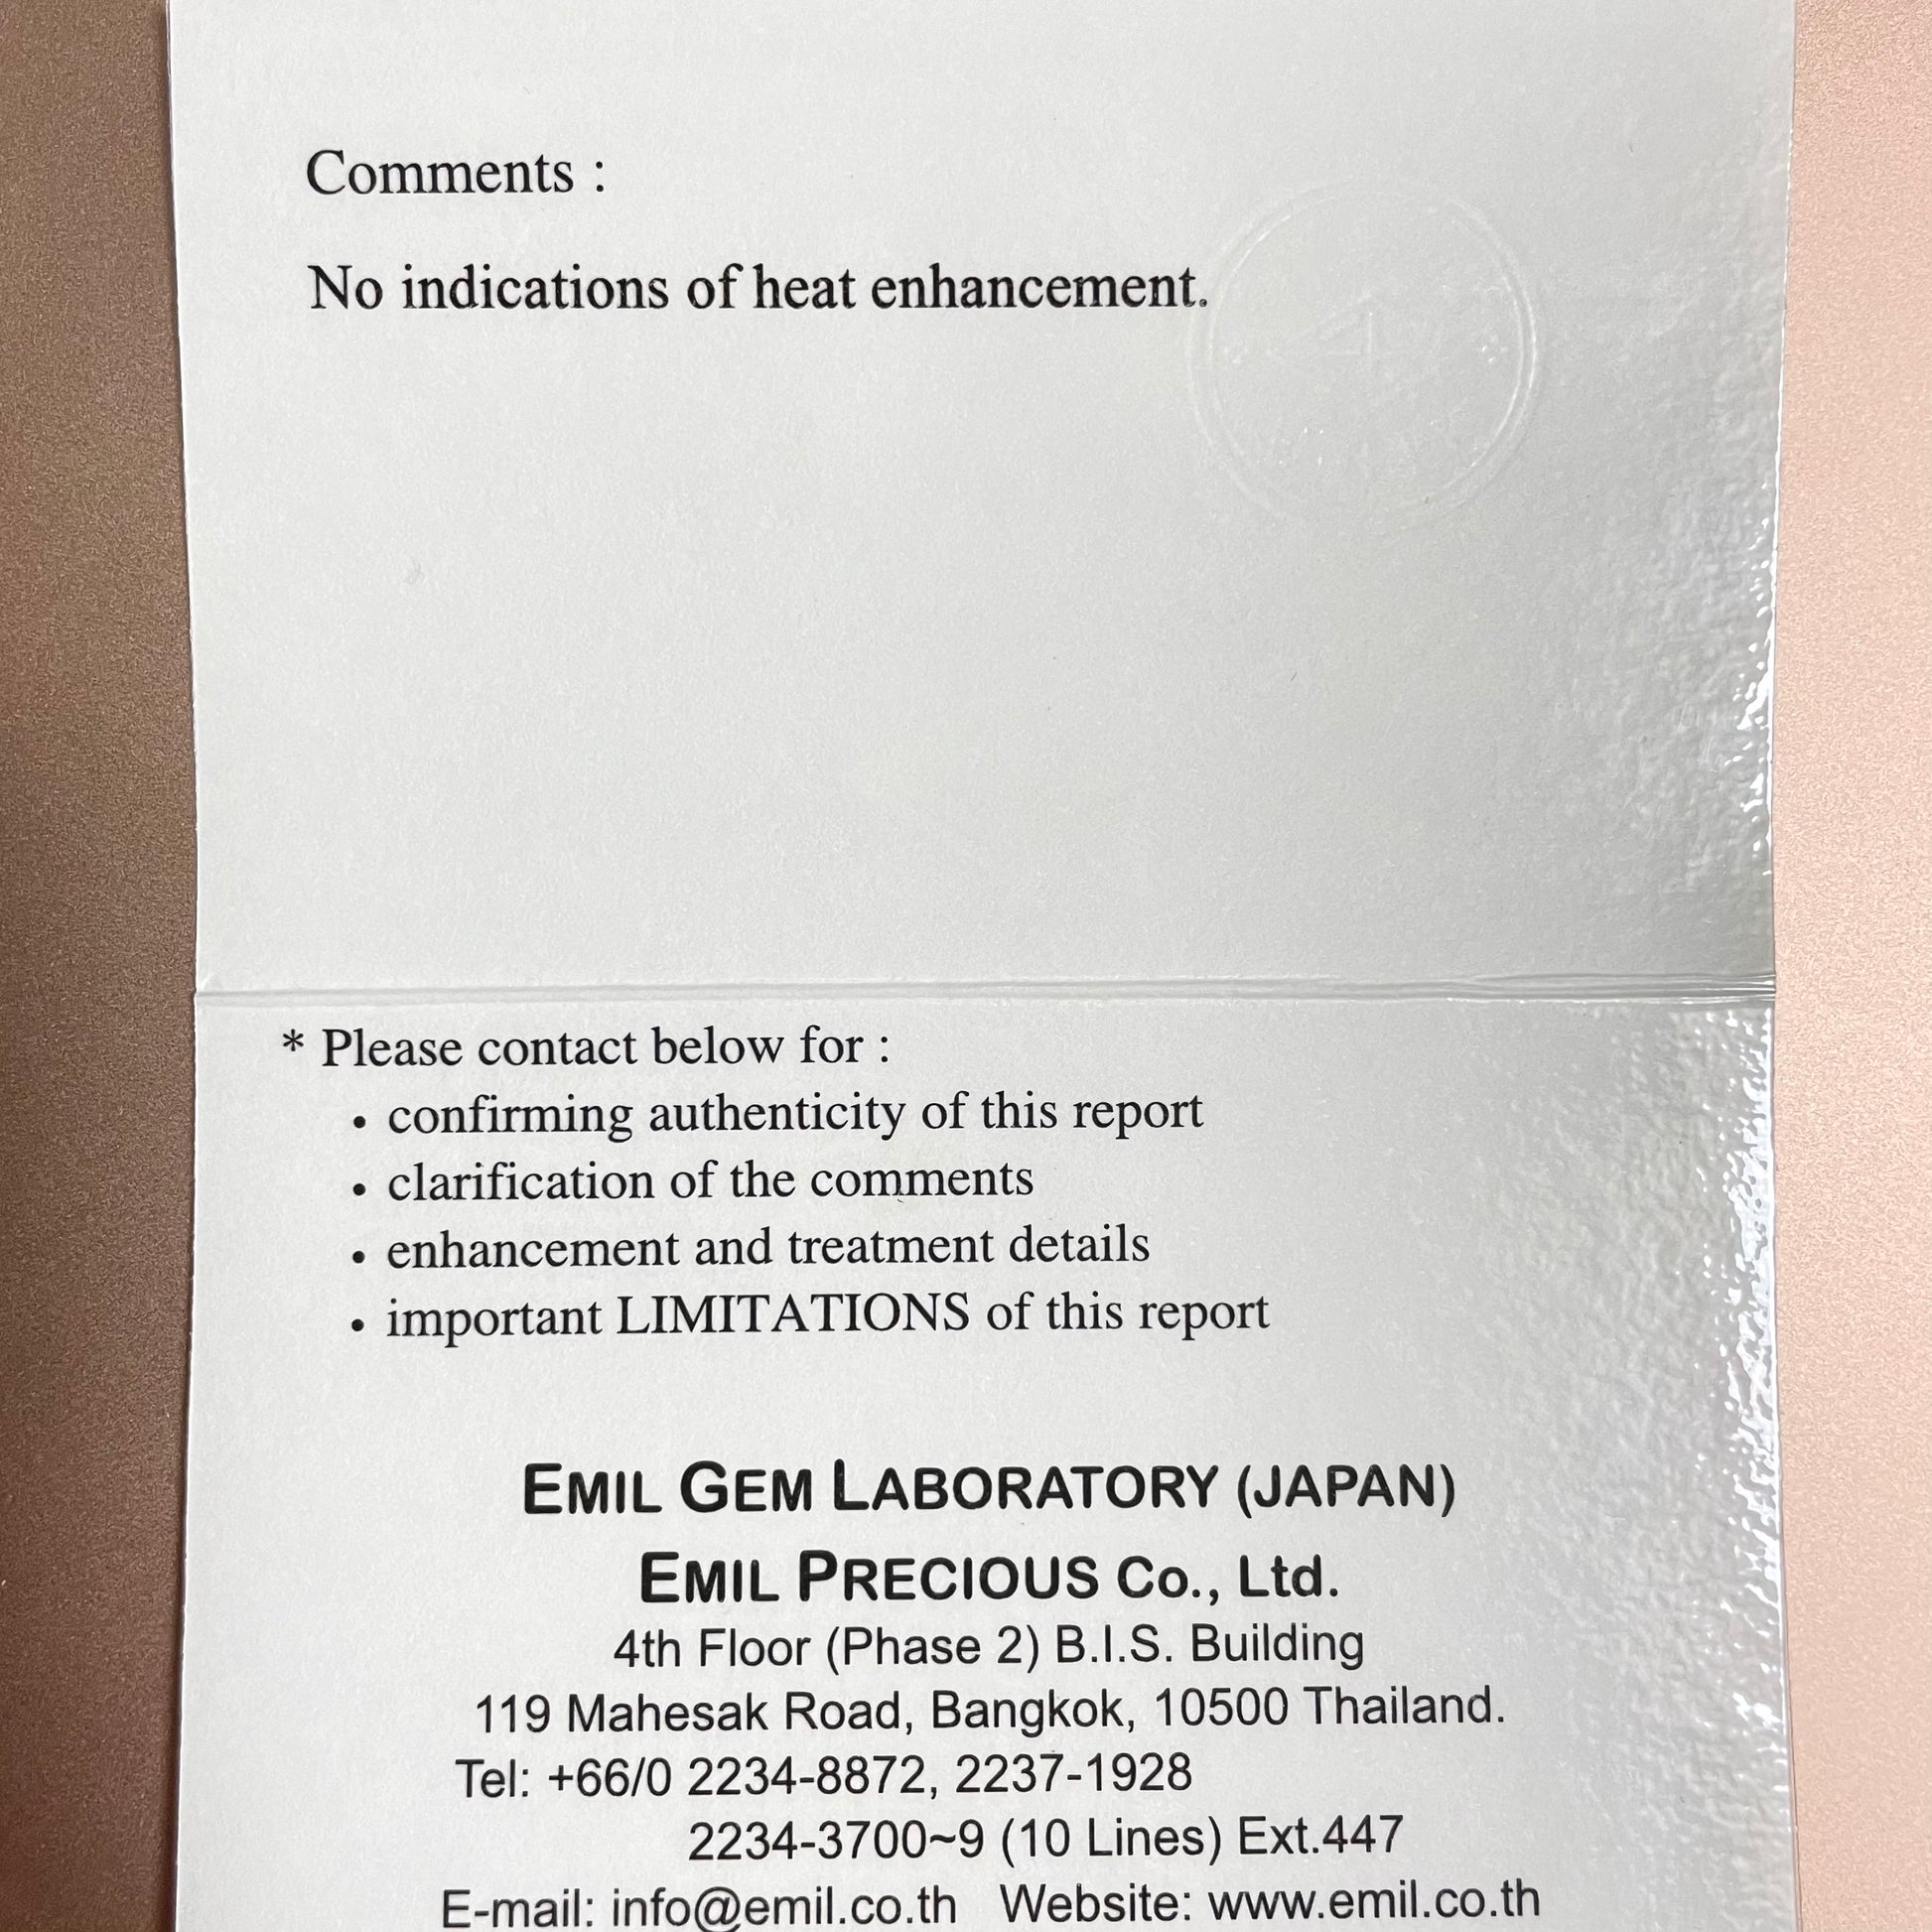 Comments :
No indications of heat enhancement.
* Please contact below for :
• confirming authenticity of this report
• clarification of the comments
• enhancement and treatment details
• important LIMITATIONS of this report
EMIL GEM LABORATORY (JAPAN)
EMIL PRECIOUS Co., Ltd.
4th Floor (Phase 2) B.I.S. Building
119 Mahesak Road, Bangkok, 10500 Thailand.
Tel: +66/0 2234-8872, 2237-1928
2234-3700~9 (10 Lines) Ext.447
E-mail: info@emil.co.th Website: www.emil.co.th